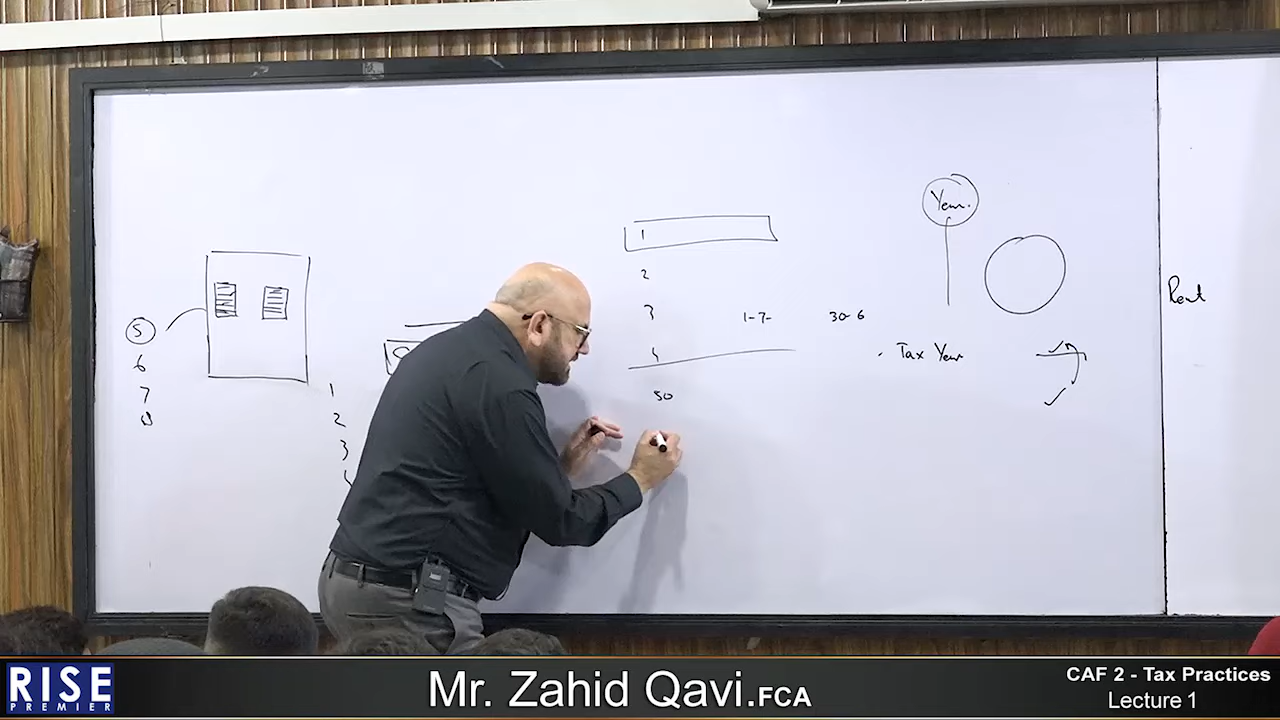 Year.
1
2
3
1-7-
30-6
4
Tax Year
50
5
6
7
8
1
2
3
Rent
RISE
PREMIER
Mr. Zahid Qavi.FCA
CAF 2 - Tax Practices
Lecture 1